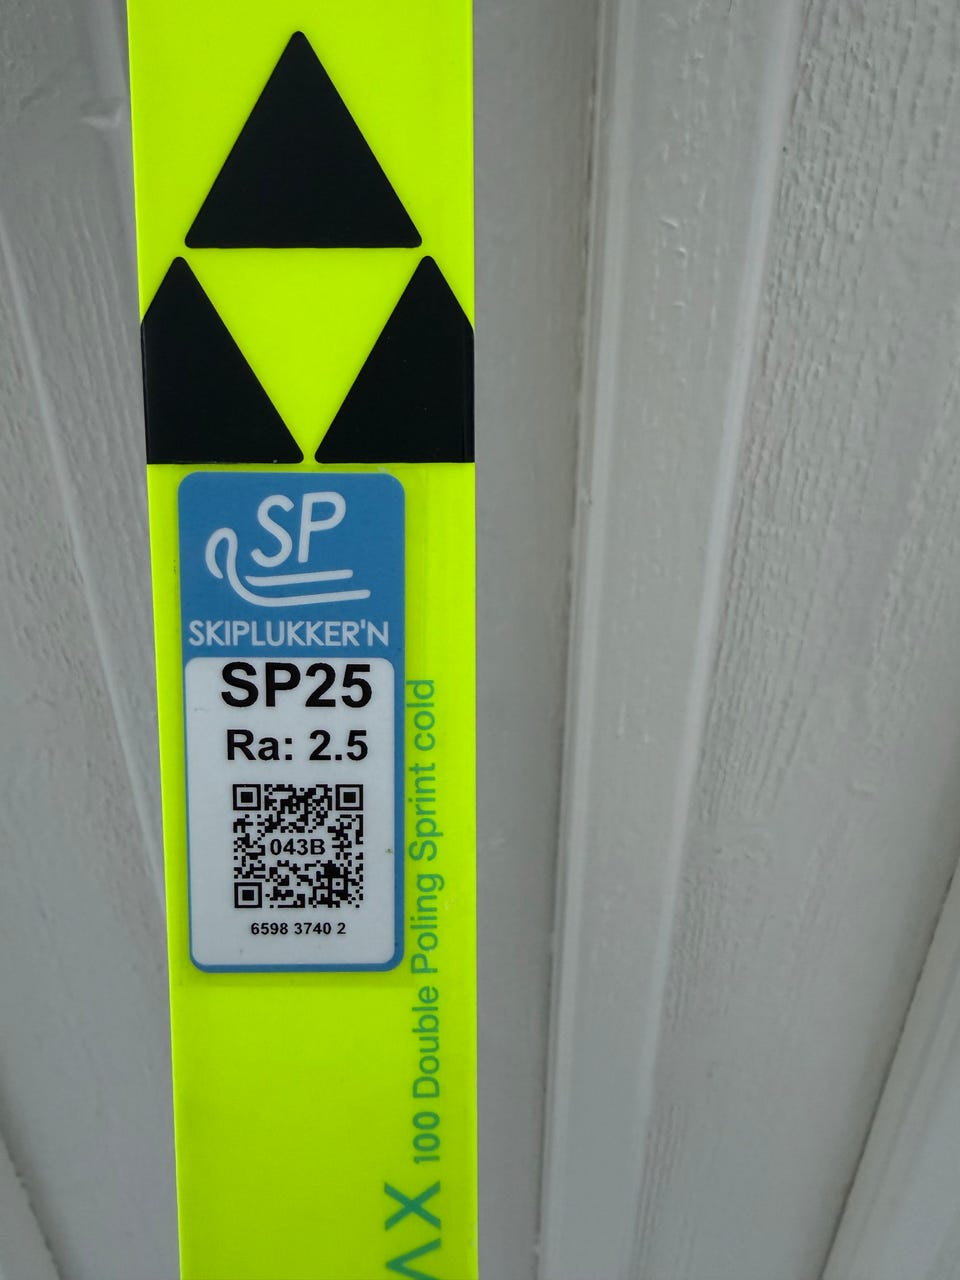 SP
SKIPLUKKER'N
SP25
Ra: 2.5
043B
6598 3740 2
100 Double Poling Sprint cold